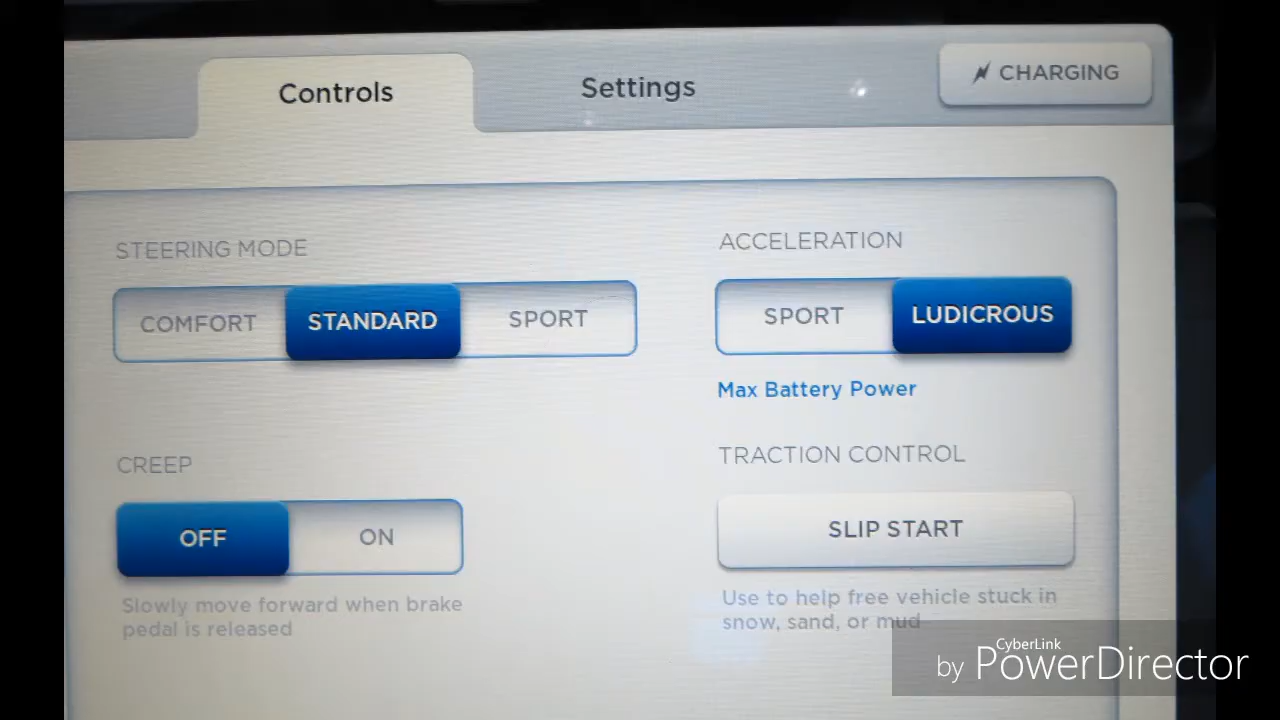 Controls
Settings
CHARGING
STEERING MODE
COMFORT
STANDARD
SPORT
ACCELERATION
SPORT
LUDICROUS
Max Battery Power
CREEP
OFF
ON
Slowly move forward when brake
pedal is released
TRACTION CONTROL
SLIP START
Use to help free vehicle stuck in
snow, sand, or mud
CyberLink
by PowerDirector